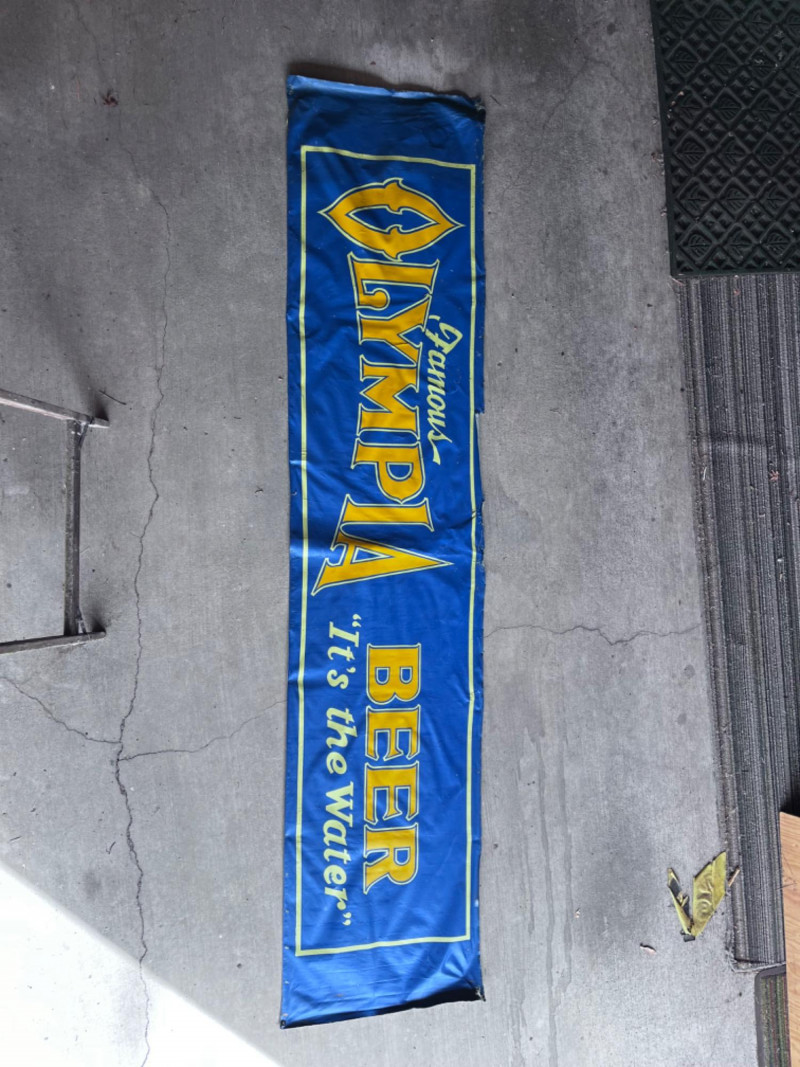 Famous
OLYMPIA BEER
"It's the Water"